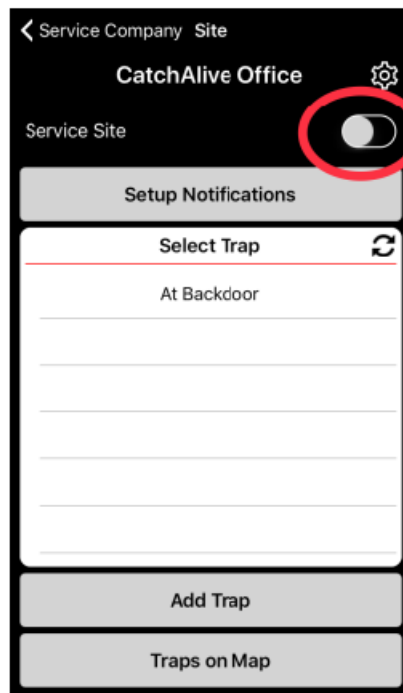 Service Company Site
CatchAlive Office
Service Site
Setup Notifications
Select Trap
At Backdoor
Add Trap
Traps on Map